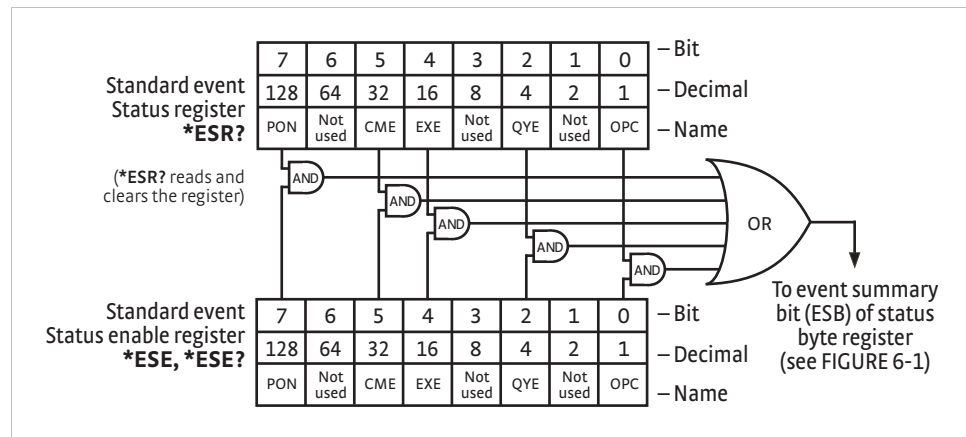 7 6 5 4 3 2 1 0 – Bit
Standard event
Status register
*ESR?
128 64 32 16 8 4 2 1 – Decimal
PON Not used CME EXE Not used QYE Not used OPC – Name
(*ESR? reads and
clears the register)
AND
AND
AND
AND
AND
OR
To event summary
bit (ESB) of status
byte register
(see FIGURE 6-1)
Standard event
Status enable register
*ESE, *ESE?
7 6 5 4 3 2 1 0 – Bit
128 64 32 16 8 4 2 1 – Decimal
PON Not used CME EXE Not used QYE Not used OPC – Name